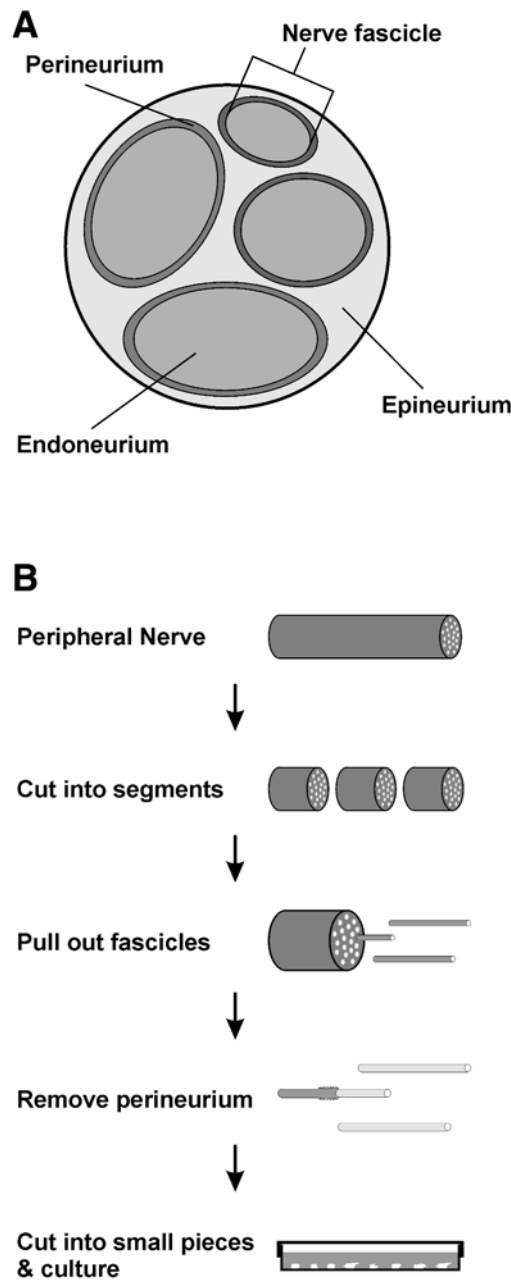 A
Nerve fascicle
Perineurium
Epineurium
Endoneurium
B
Peripheral Nerve
Cut into segments
Pull out fascicles
Remove perineurium
Cut into small pieces
& culture